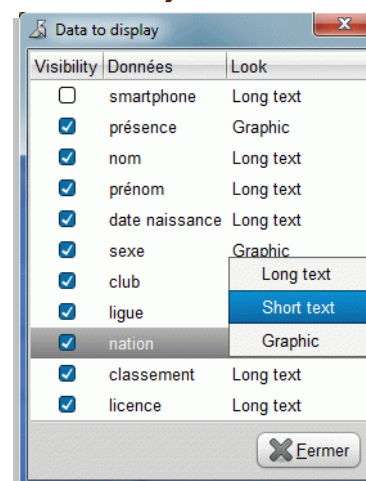 Data to display
Visibility Données Look
smartphone Long text
présence Graphic
nom Long text
prénom Long text
date naissance Long text
sexe Graphic
club Long text
ligue Short text
nation Graphic
classement Long text
licence Long text
Fermer